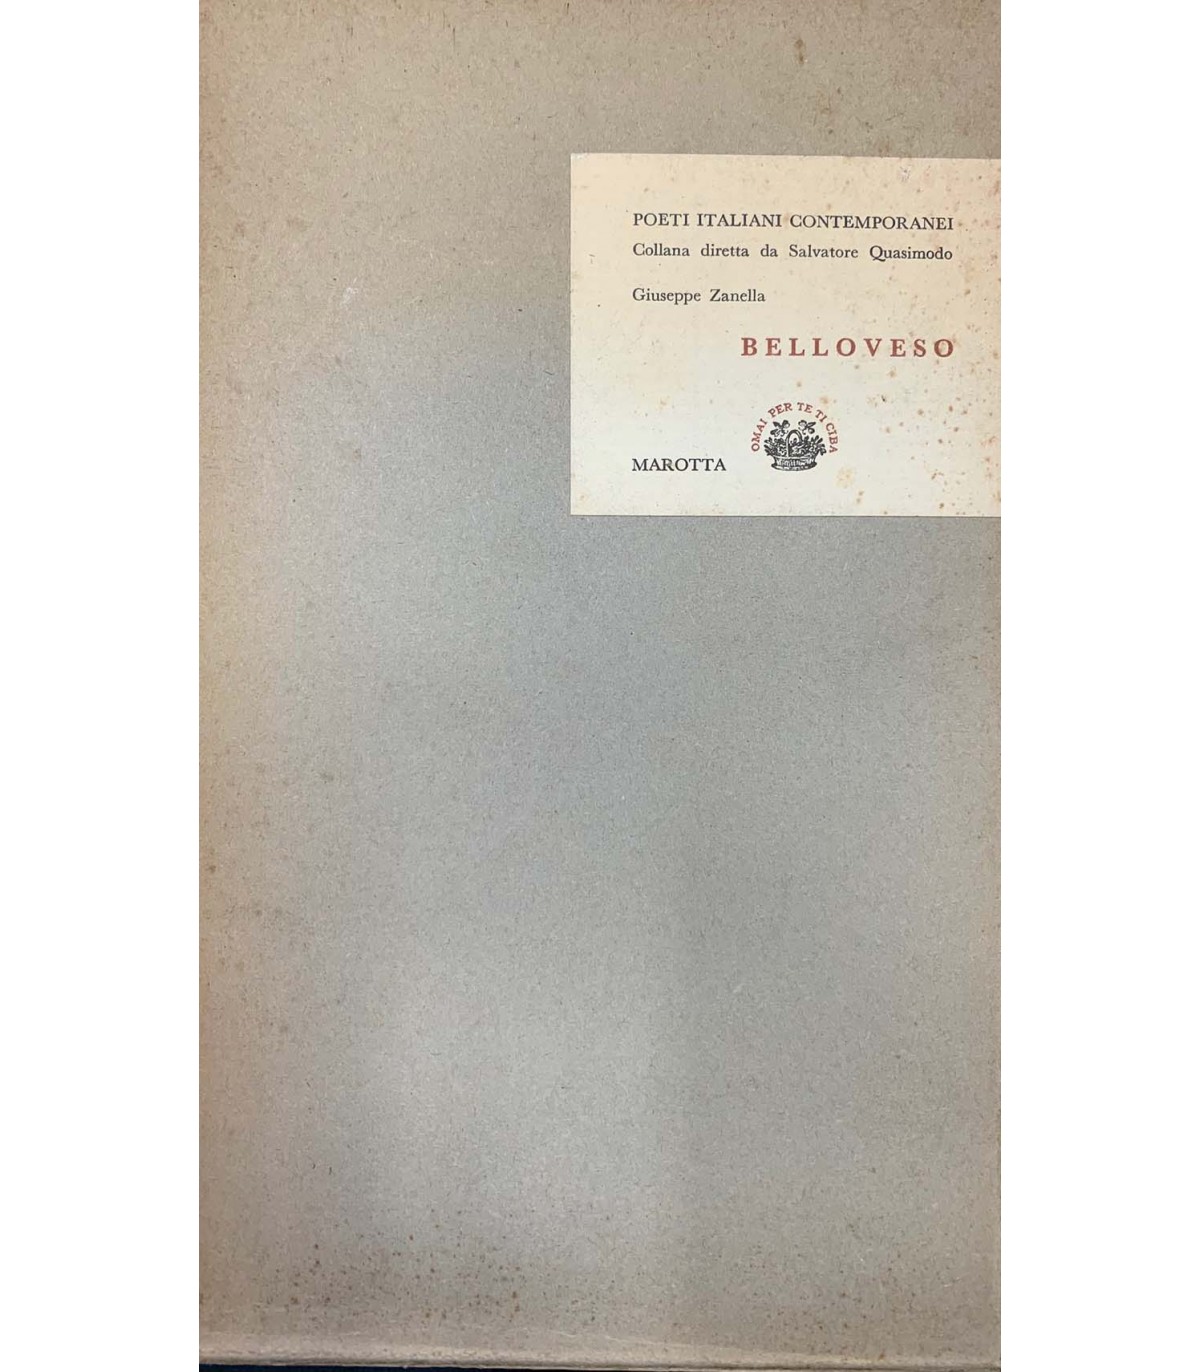 POETI ITALIANI CONTEMPORANEI
Collana diretta da Salvatore Quasimodo
Giuseppe Zanella
BELLOVESO
OMAI PER TE TI CIBA
MAROTTA